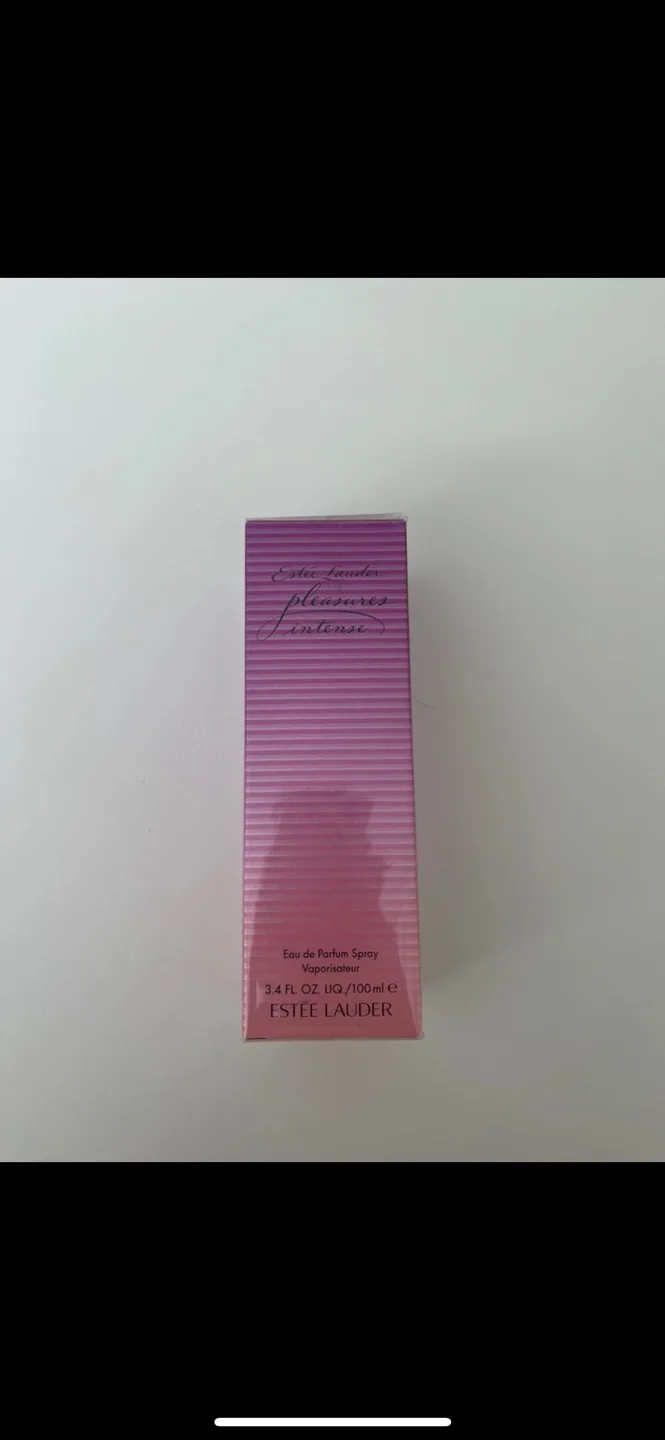 Estée Lauder
pleasures
intense
Eau de Parfum Spray
Vaporisateur
3.4 FL. OZ. LIQ./100 ml ℮
ESTĒE LAUDER